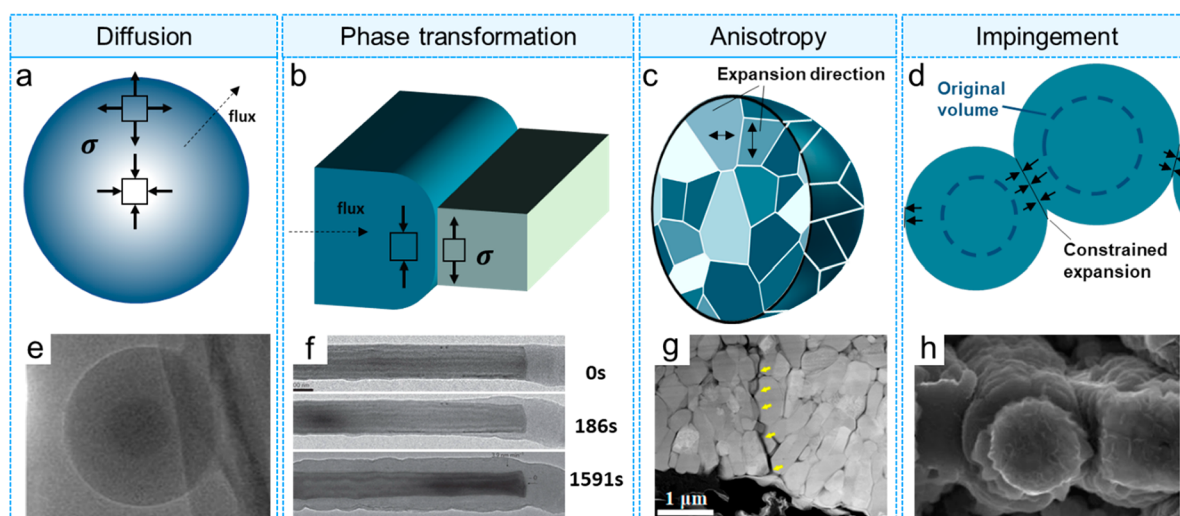 Diffusion
Phase transformation
Anisotropy
Impingement
a
flux
σ
b
flux
σ
c
Expansion direction
d
Original
volume
Constrained
expansion
e
f
0s
186s
1591s
g
1 μm
h